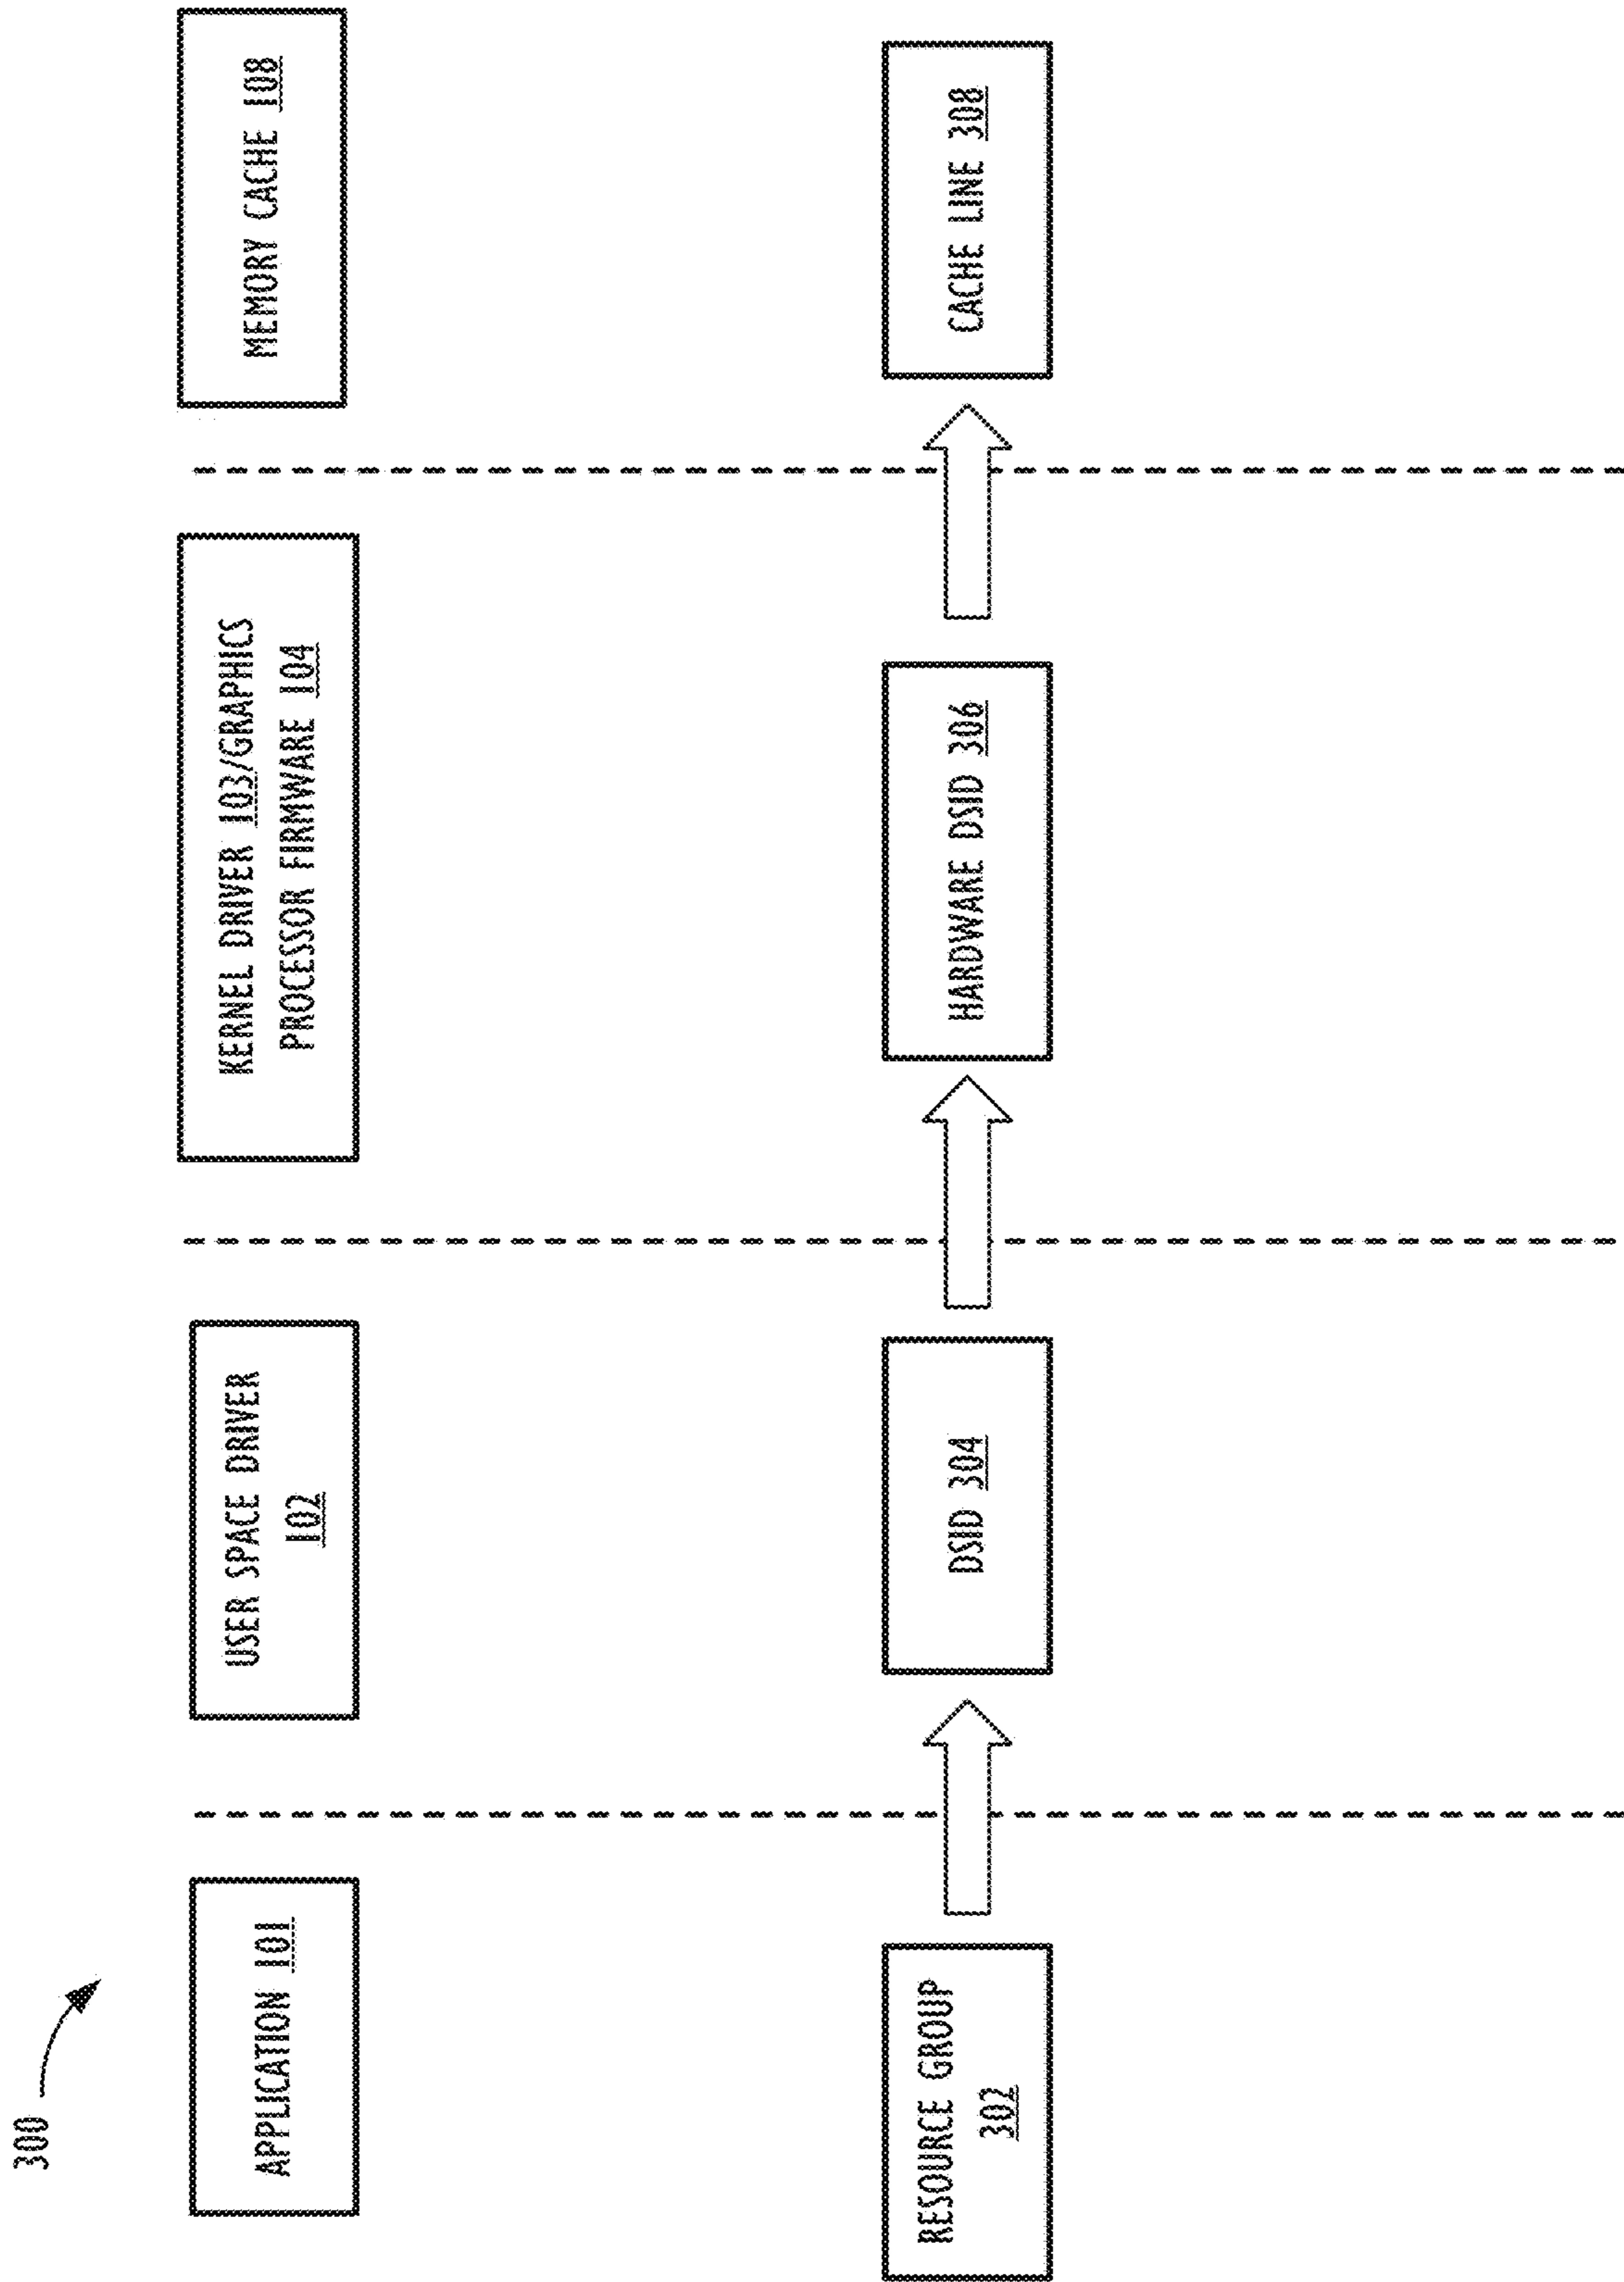 300
APPLICATION 101
USER SPACE DRIVER
102
KERNEL DRIVER 103/GRAPHICS
PROCESSOR FIRMWARE 104
MEMORY CACHE 108
RESOURCE GROUP
302
DSID 304
HARDWARE DSID 306
CACHE LINE 308